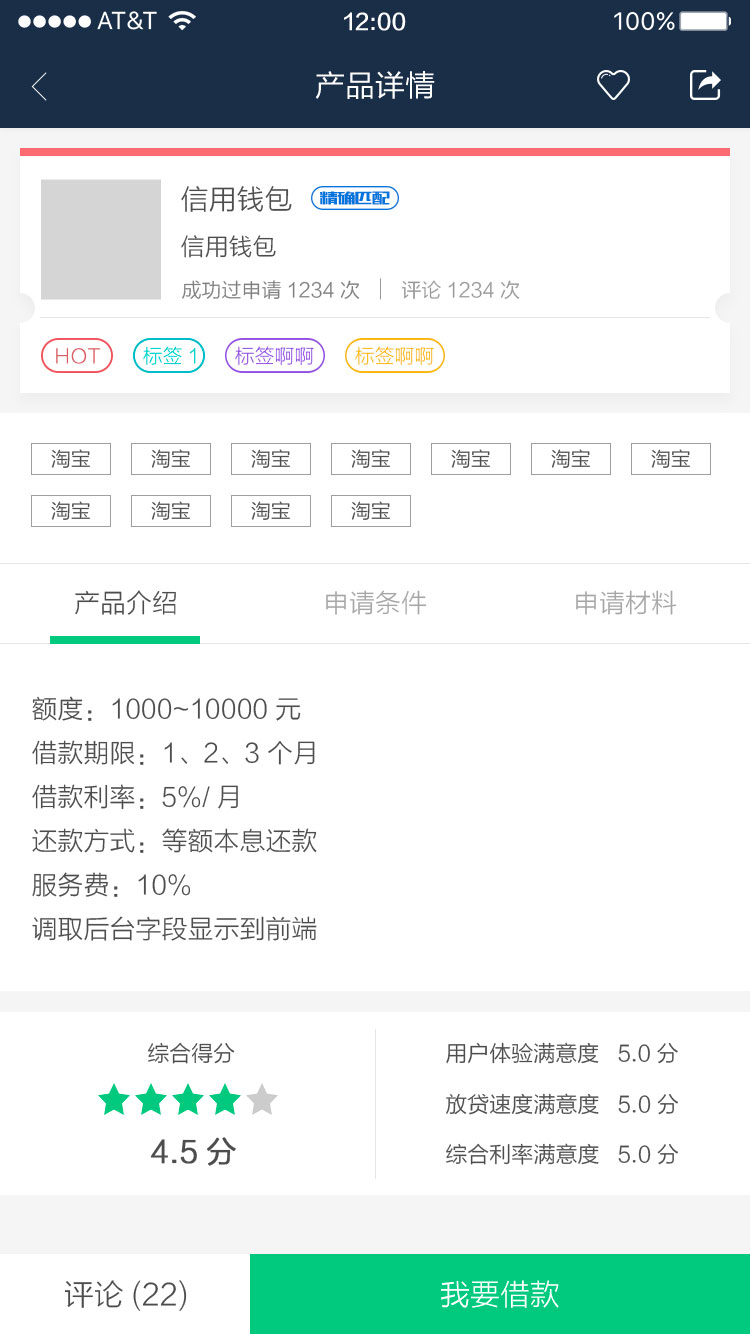 AT&T 12:00 100%
产品详情
信用钱包 精确匹配
信用钱包
成功过申请 1234 次 评论 1234 次
HOT 标签 1 标签啊啊 标签啊啊
淘宝 淘宝 淘宝 淘宝 淘宝 淘宝 淘宝
淘宝 淘宝 淘宝 淘宝
产品介绍 申请条件 申请材料
额度：1000~10000 元
借款期限：1、2、3 个月
借款利率：5%/ 月
还款方式：等额本息还款
服务费：10%
调取后台字段显示到前端
综合得分
4.5 分
用户体验满意度 5.0 分
放贷速度满意度 5.0 分
综合利率满意度 5.0 分
评论 (22) 我要借款